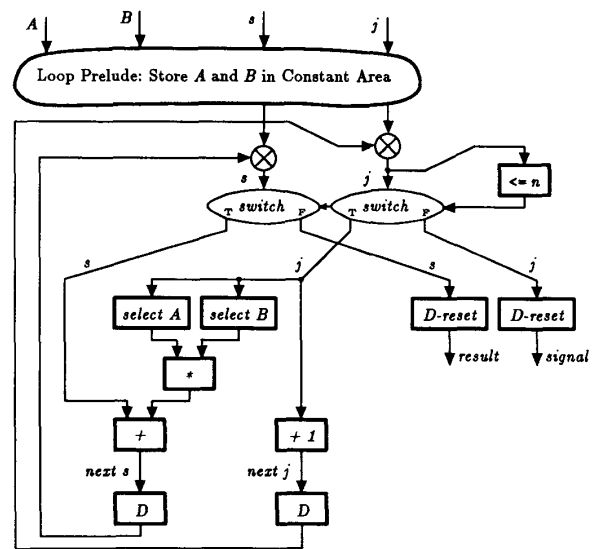 A B s j
Loop Prelude: Store A and B in Constant Area
s j
<= n
T switch F T switch F
s j s j
select A select B D-reset D-reset
* result signal
+ + 1
next s next j
D D